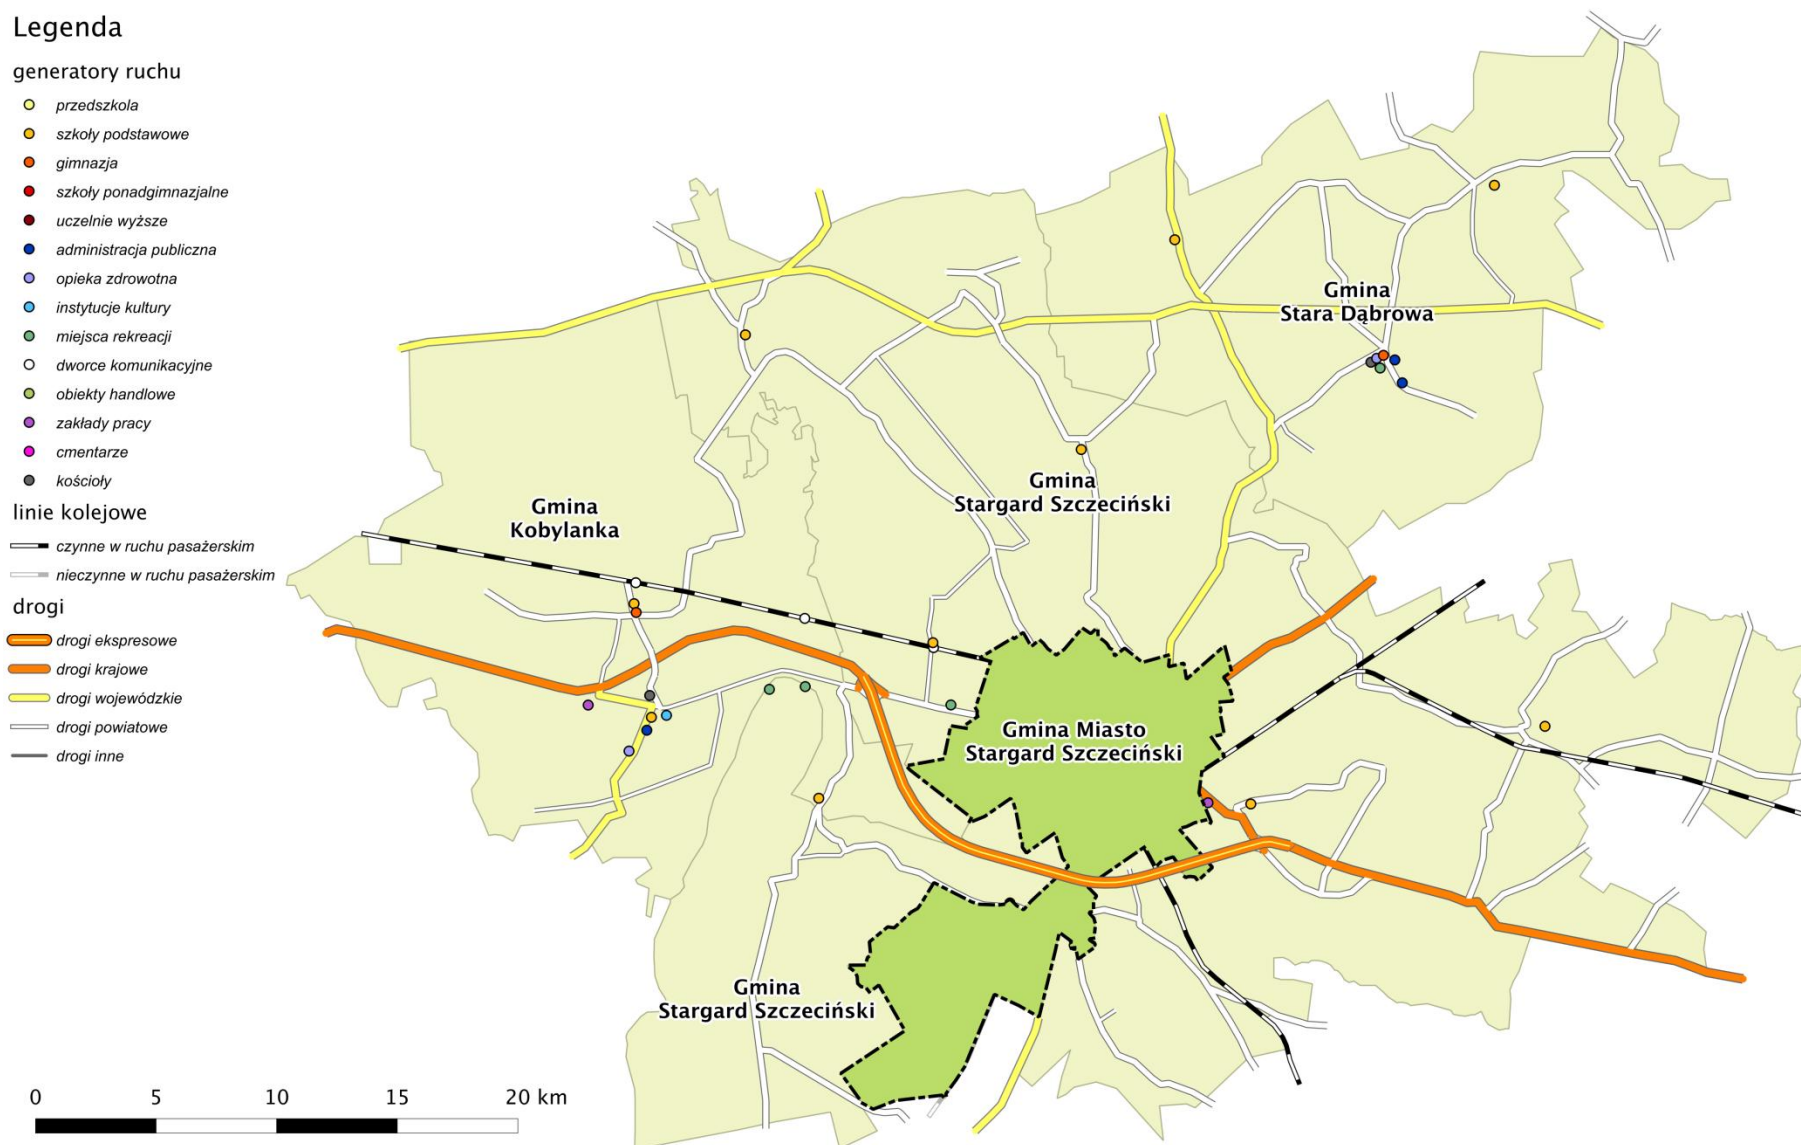 Legenda
generatory ruchu
przedszkola
szkoły podstawowe
gimnazja
szkoły ponadgimnazjalne
uczelnie wyższe
administracja publiczna
opieka zdrowotna
instytucje kultury
miejsca rekreacji
dworce komunikacyjne
obiekty handlowe
zakłady pracy
cmentarze
kościoły
linie kolejowe
czynne w ruchu pasażerskim
nieczynne w ruchu pasażerskim
drogi
drogi ekspresowe
drogi krajowe
drogi wojewódzkie
drogi powiatowe
drogi inne
Gmina
Stara Dąbrowa
Gmina
Stargard Szczeciński
Gmina
Kobylanka
Gmina Miasto
Stargard Szczeciński
Gmina
Stargard Szczeciński
0 5 10 15 20 km